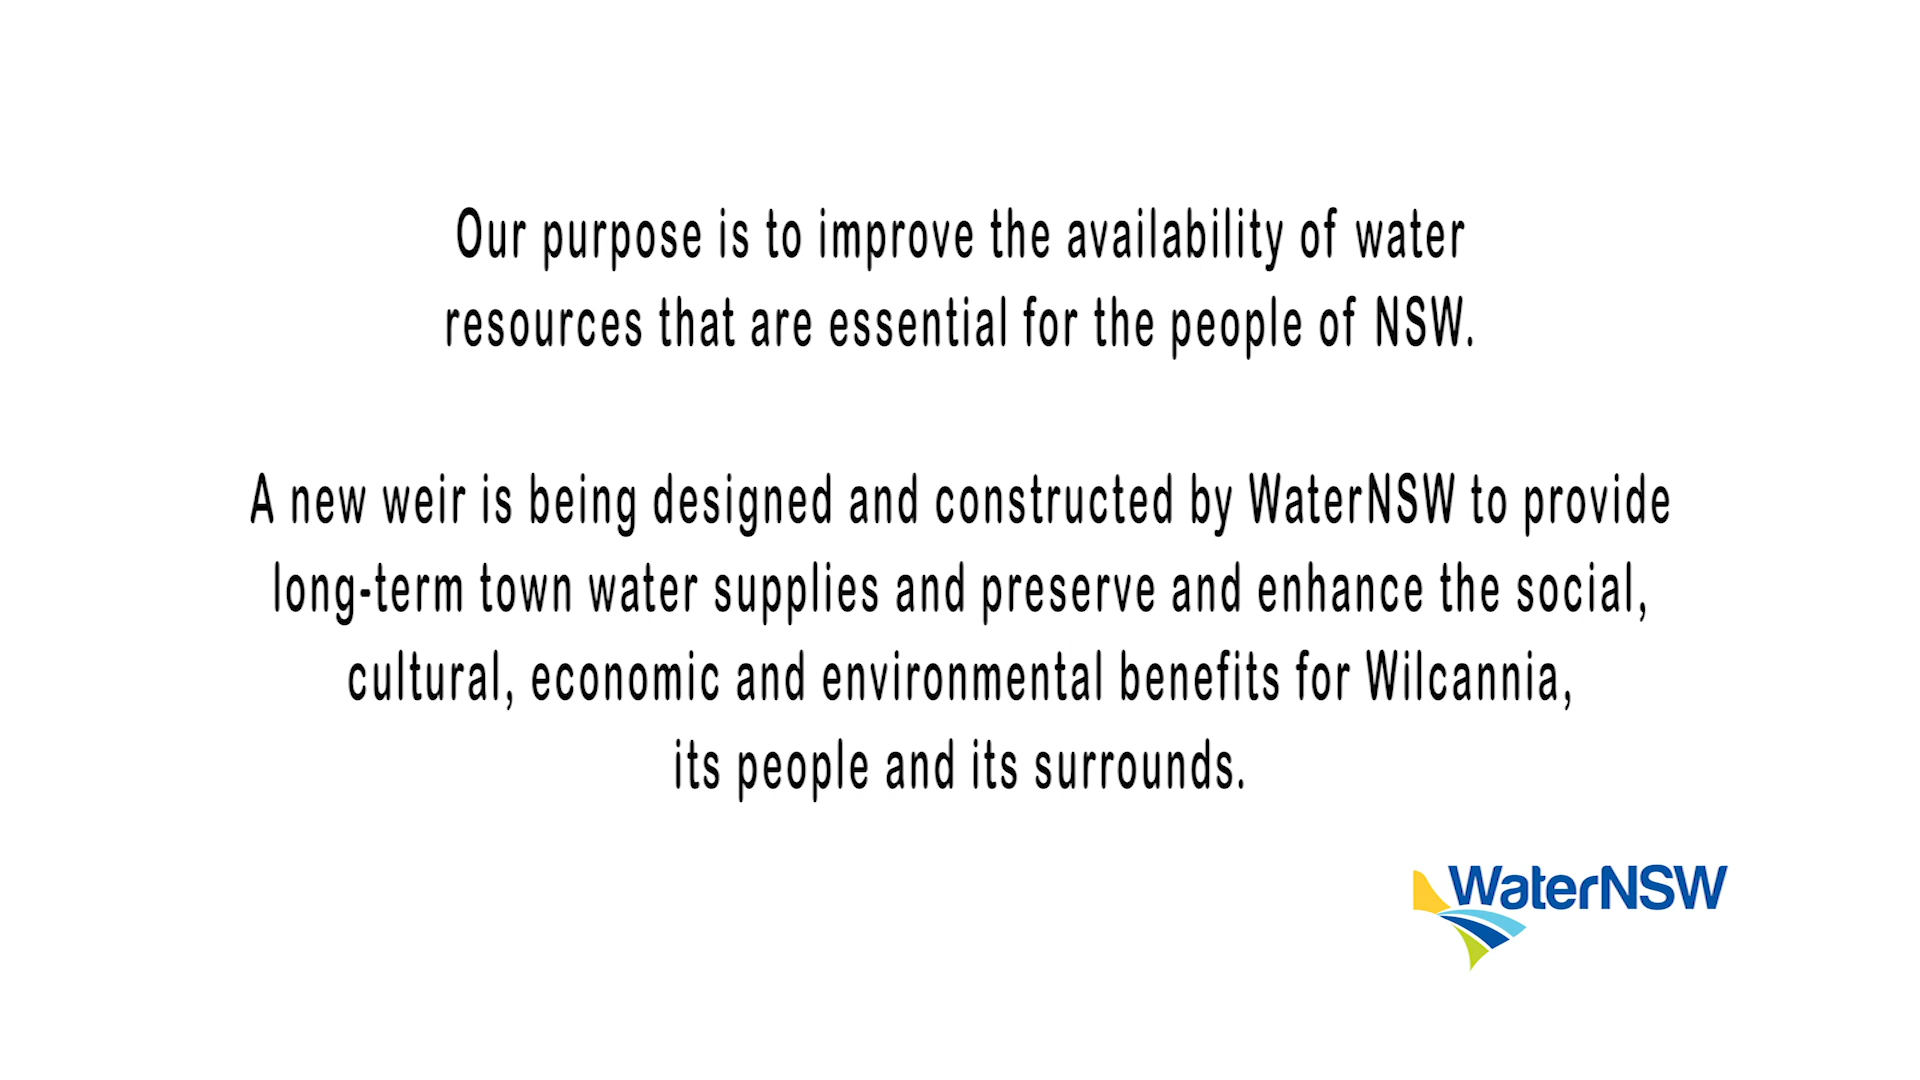 Our purpose is to improve the availability of water
resources that are essential for the people of NSW.
A new weir is being designed and constructed by WaterNSW to provide
long-term town water supplies and preserve and enhance the social,
cultural, economic and environmental benefits for Wilcannia,
its people and its surrounds.
WaterNSW